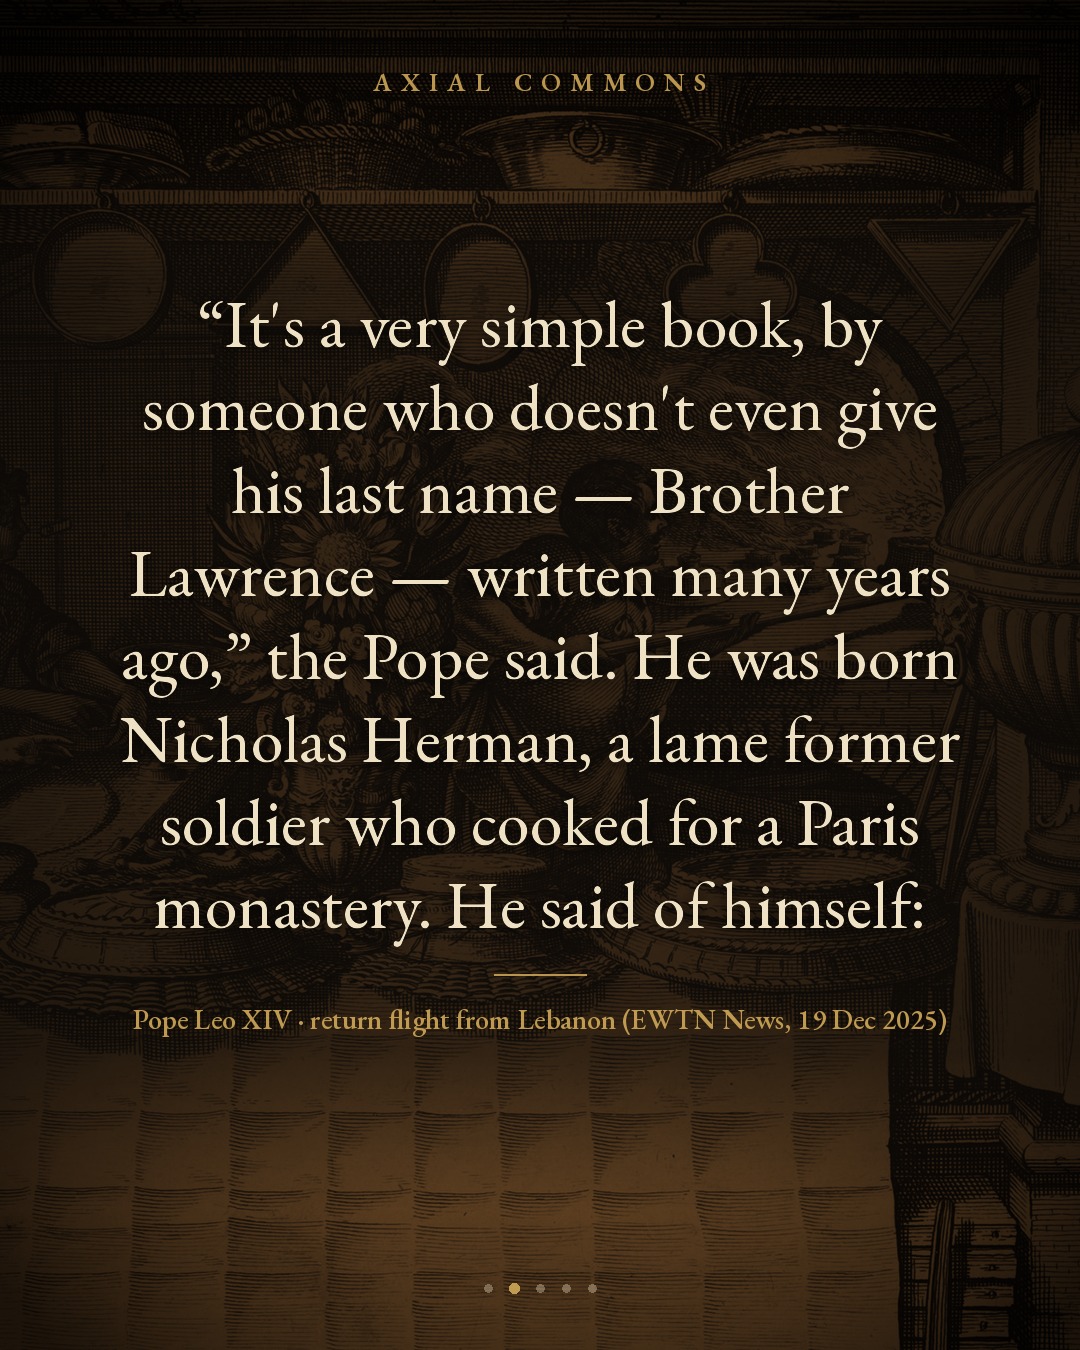 AXIAL COMMONS
“It's a very simple book, by
someone who doesn't even give
his last name — Brother
Lawrence — written many years
ago,” the Pope said. He was born
Nicholas Herman, a lame former
soldier who cooked for a Paris
monastery. He said of himself:
Pope Leo XIV · return flight from Lebanon (EWTN News, 19 Dec 2025)